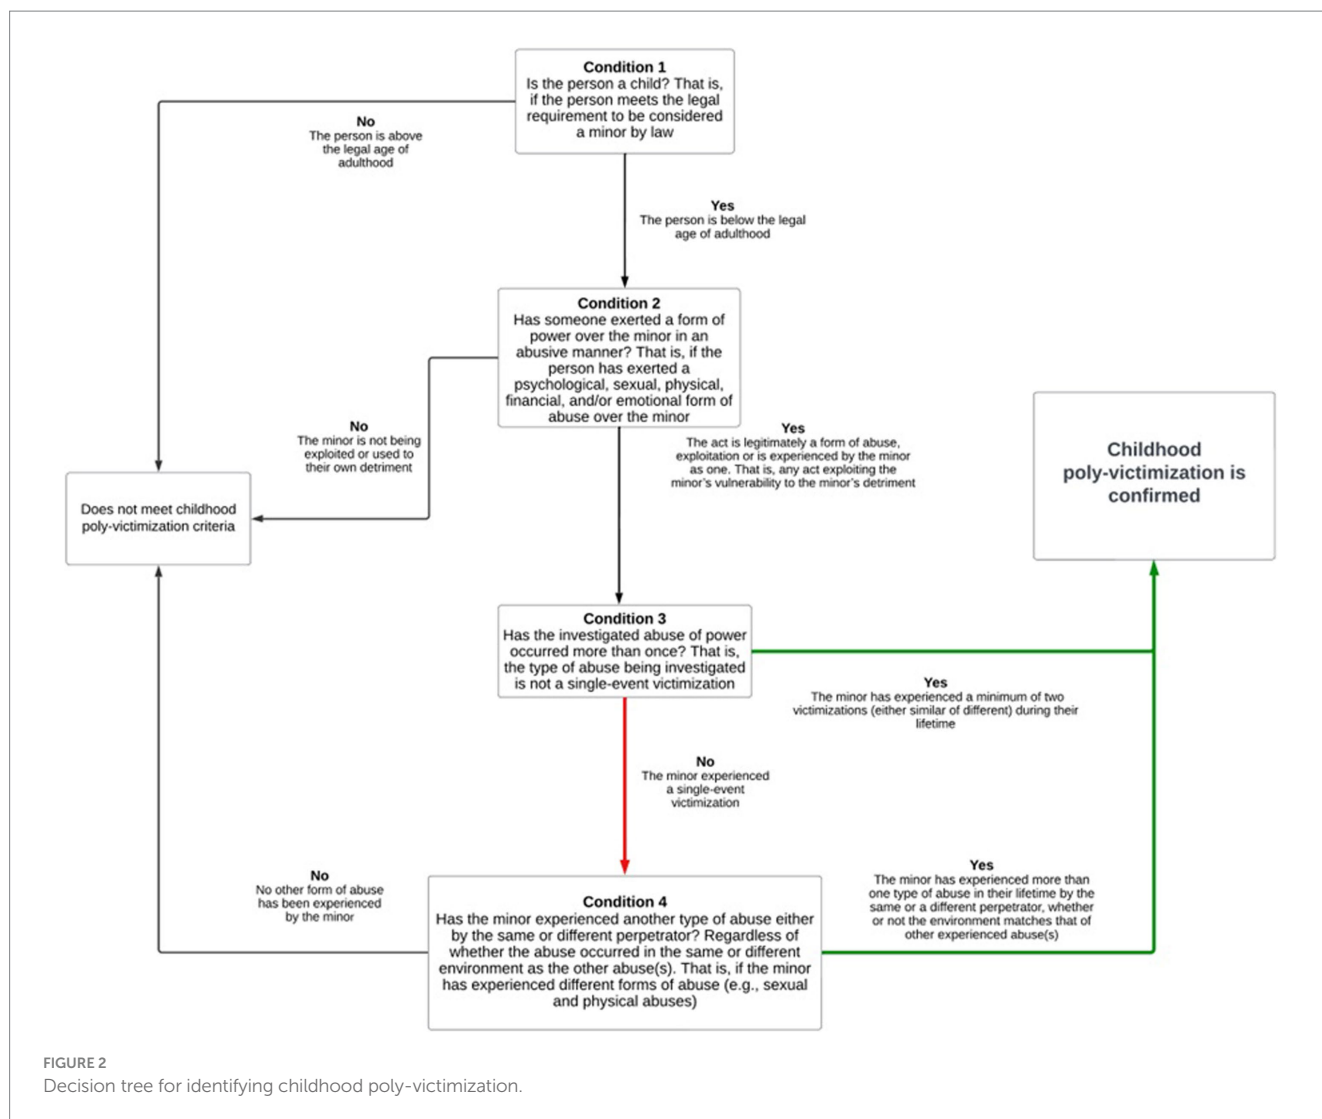 Condition 1
Is the person a child? That is,
if the person meets the legal
requirement to be considered
a minor by law
No
The person is above
the legal age of
adulthood
Yes
The person is below the legal
age of adulthood
Condition 2
Has someone exerted a form of
power over the minor in an
abusive manner? That is, if the
person has exerted a
psychological, sexual, physical,
financial, and/or emotional form of
abuse over the minor
No
The minor is not being
exploited or used to
their own detriment
Yes
The act is legitimately a form of abuse,
exploitation or is experienced by the minor
as one. That is, any act exploiting the
minor's vulnerability to the minor's detriment
Childhood
poly-victimization is
confirmed
Does not meet childhood
poly-victimization criteria
Condition 3
Has the investigated abuse of power
occurred more than once? That is,
the type of abuse being investigated
is not a single-event victimization
Yes
The minor has experienced a minimum of two
victimizations (either similar of different) during their
lifetime
No
The minor experienced
a single-event
victimization
No
No other form of abuse
has been experienced
by the minor
Condition 4
Has the minor experienced another type of abuse either
by the same or different perpetrator? Regardless of
whether the abuse occurred in the same or different
environment as the other abuse(s). That is, if the minor
has experienced different forms of abuse (e.g., sexual
and physical abuses)
Yes
The minor has experienced more than
one type of abuse in their lifetime by the
same or a different perpetrator, whether
or not the environment matches that of
other experienced abuse(s)
FIGURE 2
Decision tree for identifying childhood poly-victimization.